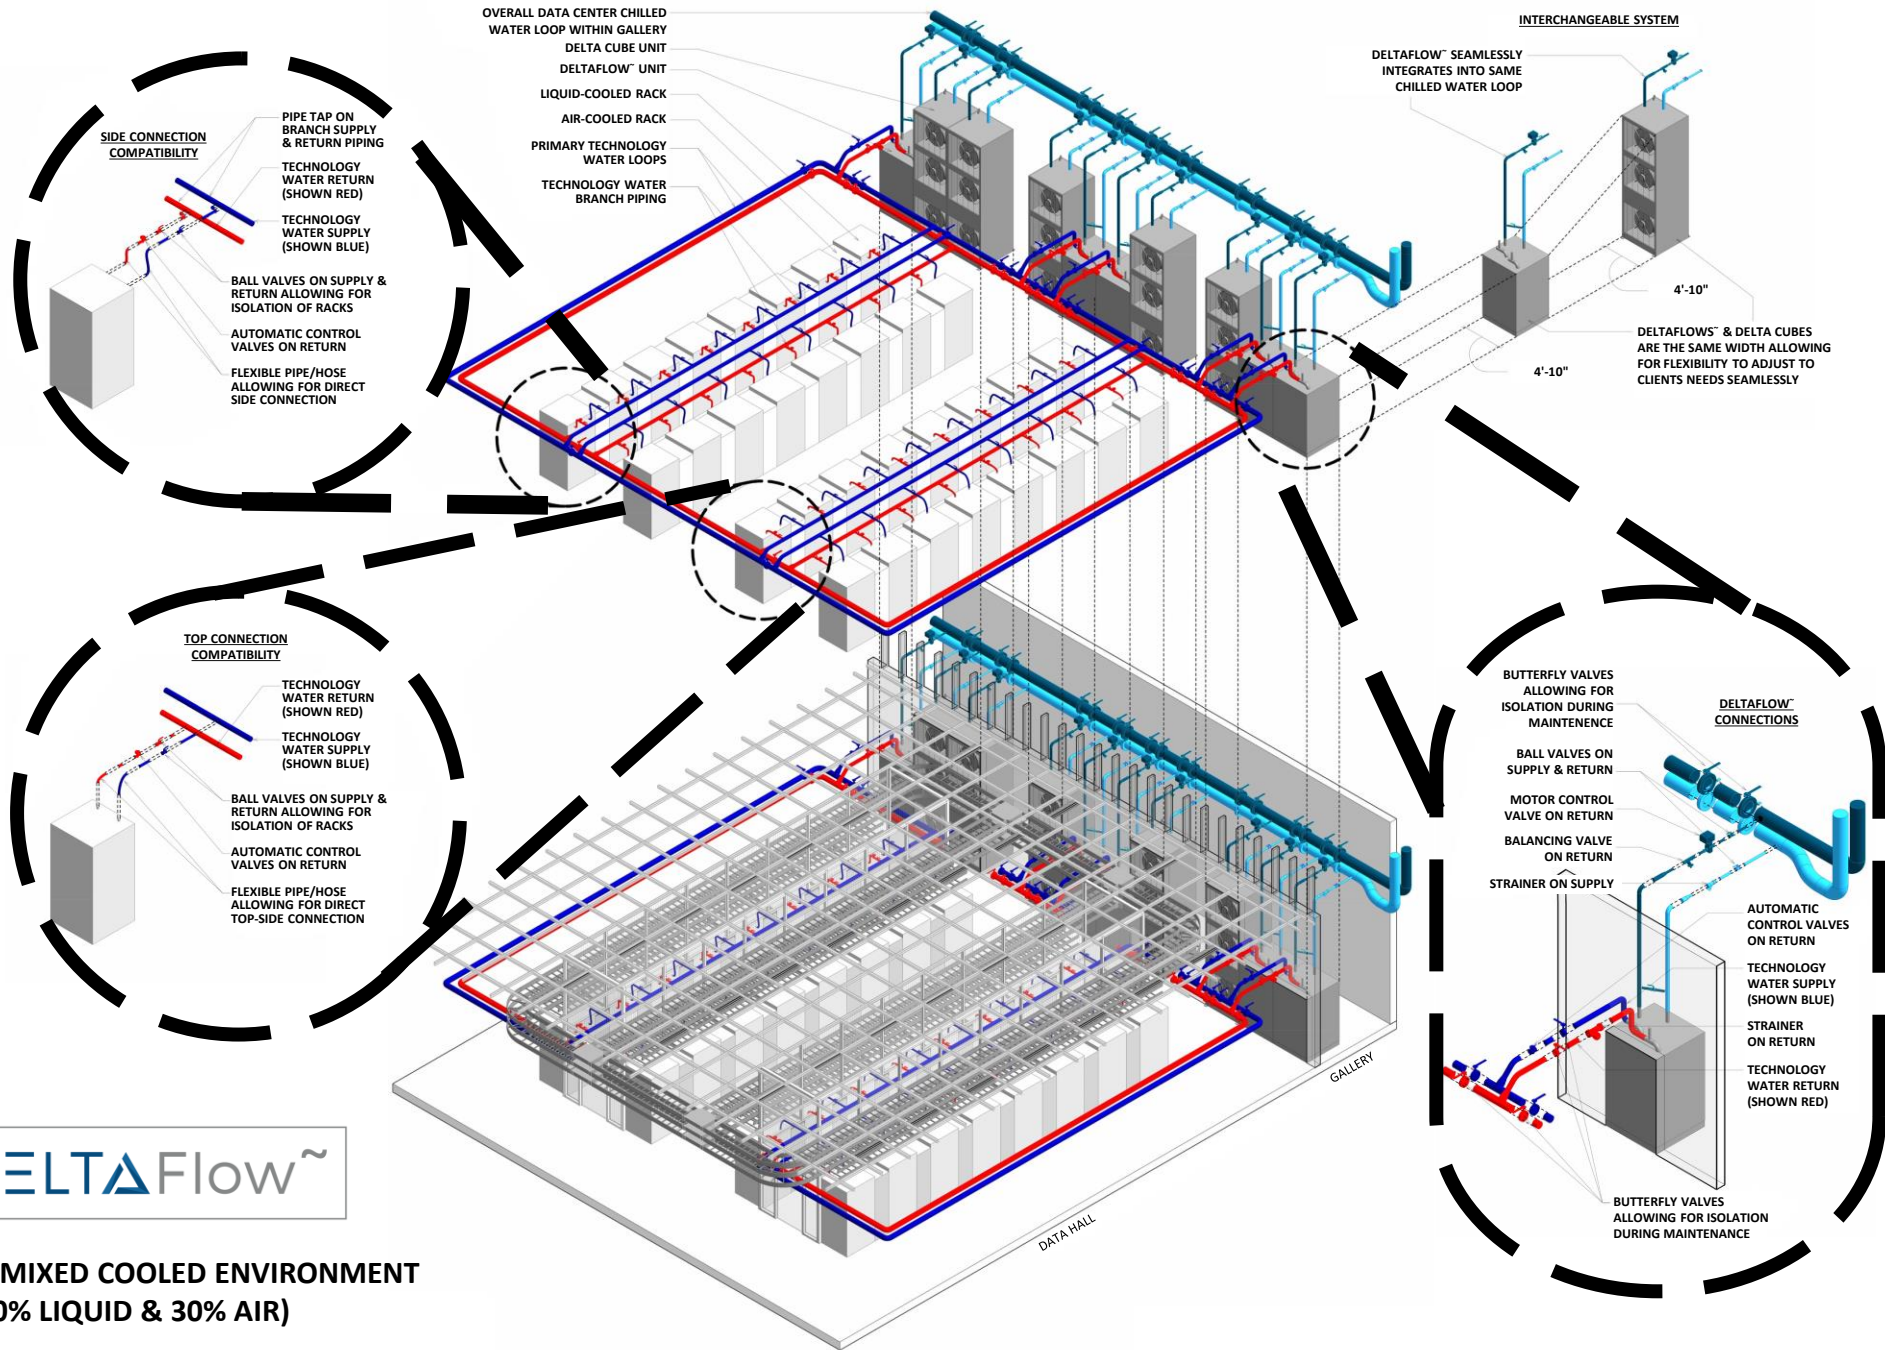 OVERALL DATA CENTER CHILLED
WATER LOOP WITHIN GALLERY
DELTA CUBE UNIT
DELTAFLOW~ UNIT
LIQUID-COOLED RACK
AIR-COOLED RACK
PRIMARY TECHNOLOGY
WATER LOOPS
TECHNOLOGY WATER
BRANCH PIPING
INTERCHANGEABLE SYSTEM
DELTAFLOW~ SEAMLESSLY
INTEGRATES INTO SAME
CHILLED WATER LOOP
4'-10"
4'-10"
DELTAFLOWS~ & DELTA CUBES
ARE THE SAME WIDTH ALLOWING
FOR FLEXIBILITY TO ADJUST TO
CLIENTS NEEDS SEAMLESSLY
SIDE CONNECTION
COMPATIBILITY
PIPE TAP ON
BRANCH SUPPLY
& RETURN PIPING
TECHNOLOGY
WATER RETURN
(SHOWN RED)
TECHNOLOGY
WATER SUPPLY
(SHOWN BLUE)
BALL VALVES ON SUPPLY &
RETURN ALLOWING FOR
ISOLATION OF RACKS
AUTOMATIC CONTROL
VALVES ON RETURN
FLEXIBLE PIPE/HOSE
ALLOWING FOR DIRECT
SIDE CONNECTION
TOP CONNECTION
COMPATIBILITY
TECHNOLOGY
WATER RETURN
(SHOWN RED)
TECHNOLOGY
WATER SUPPLY
(SHOWN BLUE)
BALL VALVES ON SUPPLY &
RETURN ALLOWING FOR
ISOLATION OF RACKS
AUTOMATIC CONTROL
VALVES ON RETURN
FLEXIBLE PIPE/HOSE
ALLOWING FOR DIRECT
TOP-SIDE CONNECTION
BUTTERFLY VALVES
ALLOWING FOR
ISOLATION DURING
MAINTENENCE
DELTAFLOW~
CONNECTIONS
BALL VALVES ON
SUPPLY & RETURN
MOTOR CONTROL
VALVE ON RETURN
BALANCING VALVE
ON RETURN
STRAINER ON SUPPLY
AUTOMATIC
CONTROL VALVES
ON RETURN
TECHNOLOGY
WATER SUPPLY
(SHOWN BLUE)
STRAINER
ON RETURN
TECHNOLOGY
WATER RETURN
(SHOWN RED)
BUTTERFLY VALVES
ALLOWING FOR ISOLATION
DURING MAINTENANCE
GALLERY
DATA HALL
ELTAFlow~
MIXED COOLED ENVIRONMENT
0% LIQUID & 30% AIR)